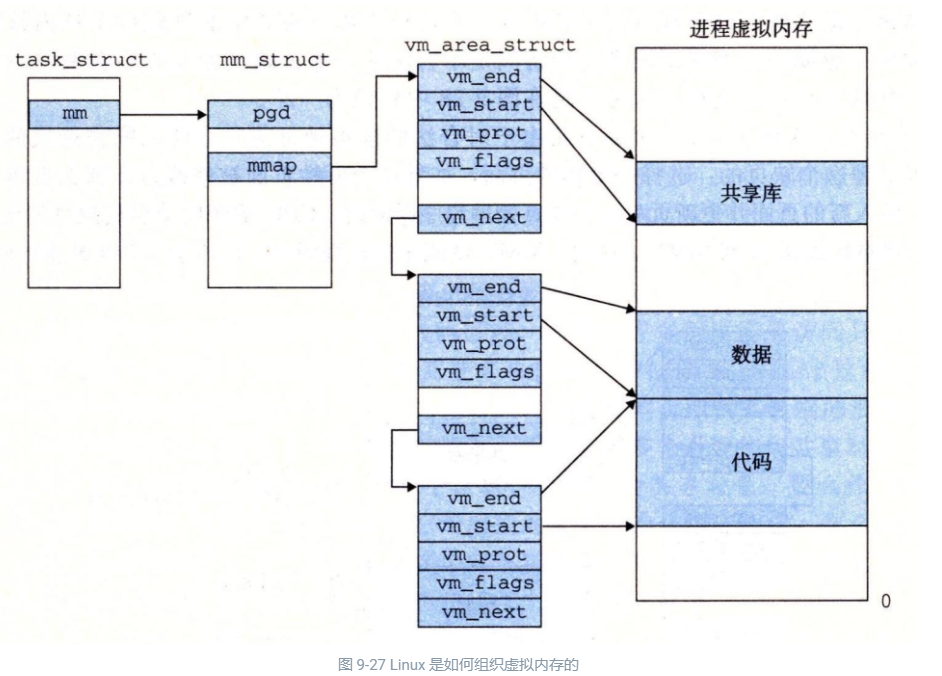 进程虚拟内存
task_struct
mm_struct
vm_area_struct
mm
pgd
mmap
vm_end
vm_start
vm_prot
vm_flags
vm_next
vm_end
vm_start
vm_prot
vm_flags
vm_next
vm_end
vm_start
vm_prot
vm_flags
vm_next
共享库
数据
代码
0
图 9-27 Linux 是如何组织虚拟内存的